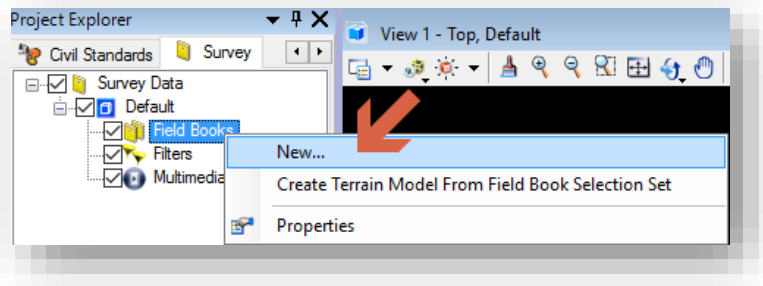 Project Explorer
View 1 - Top, Default
Civil Standards Survey
Survey Data
Default
Field Books
Filters
Multimedia
New...
Create Terrain Model From Field Book Selection Set
Properties